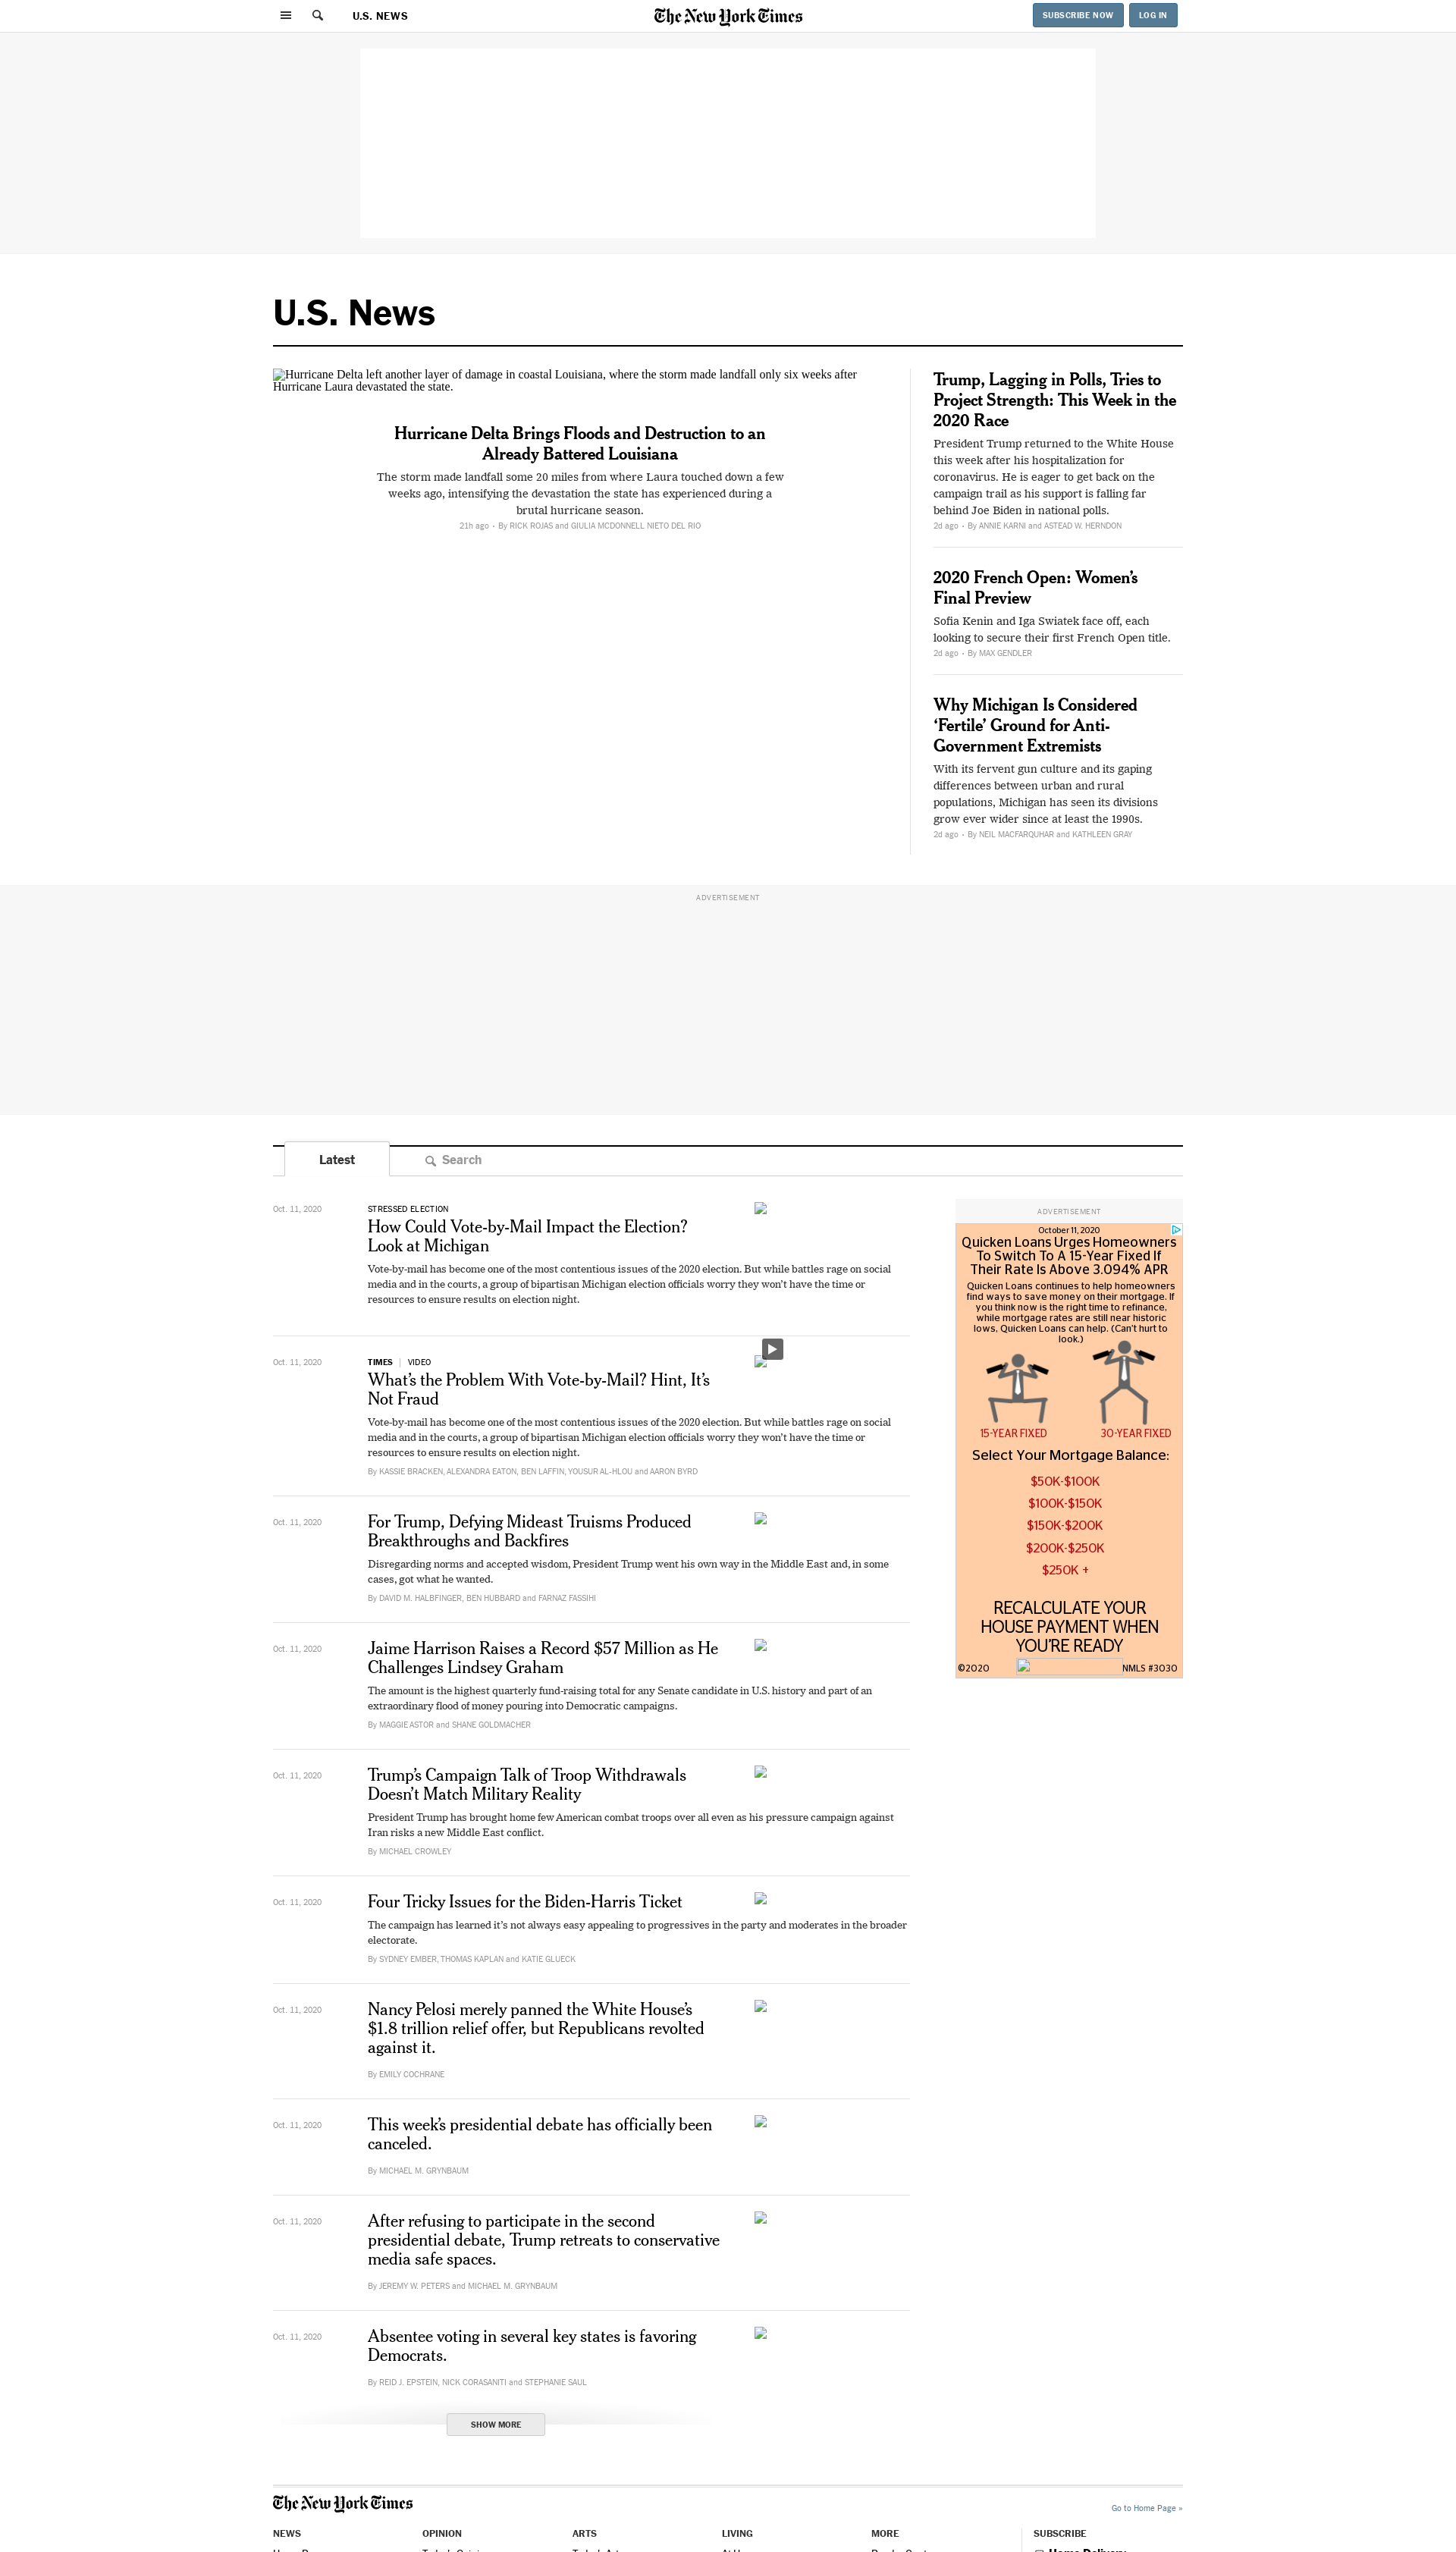 U.S. NEWS
The New York Times
SUBSCRIBE NOW
LOG IN
U.S. News
Hurricane Delta left another layer of damage in coastal Louisiana, where the storm made landfall only six weeks after
Hurricane Laura devastated the state.
Hurricane Delta Brings Floods and Destruction to an
Already Battered Louisiana
The storm made landfall some 20 miles from where Laura touched down a few
weeks ago, intensifying the devastation the state has experienced during a
brutal hurricane season.
21h ago • By RICK ROJAS and GIULIA MCDONNELL NIETO DEL RIO
Trump, Lagging in Polls, Tries to
Project Strength: This Week in the
2020 Race
President Trump returned to the White House
this week after his hospitalization for
coronavirus. He is eager to get back on the
campaign trail as his support is falling far
behind Joe Biden in national polls.
2d ago • By ANNIE KARNI and ASTEAD W. HERNDON
2020 French Open: Women’s
Final Preview
Sofia Kenin and Iga Swiatek face off, each
looking to secure their first French Open title.
2d ago • By MAX GENDLER
Why Michigan Is Considered
‘Fertile’ Ground for Anti-
Government Extremists
With its fervent gun culture and its gaping
differences between urban and rural
populations, Michigan has seen its divisions
grow ever wider since at least the 1990s.
2d ago • By NEIL MACFARQUHAR and KATHLEEN GRAY
ADVERTISEMENT
Latest
Search
Oct. 11, 2020
STRESSED ELECTION
How Could Vote-by-Mail Impact the Election?
Look at Michigan
Vote-by-mail has become one of the most contentious issues of the 2020 election. But while battles rage on social
media and in the courts, a group of bipartisan Michigan election officials worry they won’t have the time or
resources to ensure results on election night.
Oct. 11, 2020
TIMES | VIDEO
What’s the Problem With Vote-by-Mail? Hint, It’s
Not Fraud
Vote-by-mail has become one of the most contentious issues of the 2020 election. But while battles rage on social
media and in the courts, a group of bipartisan Michigan election officials worry they won’t have the time or
resources to ensure results on election night.
By KASSIE BRACKEN, ALEXANDRA EATON, BEN LAFFIN, YOUSUR AL-HLOU and AARON BYRD
Oct. 11, 2020
For Trump, Defying Mideast Truisms Produced
Breakthroughs and Backfires
Disregarding norms and accepted wisdom, President Trump went his own way in the Middle East and, in some
cases, got what he wanted.
By DAVID M. HALBFINGER, BEN HUBBARD and FARNAZ FASSIHI
Oct. 11, 2020
Jaime Harrison Raises a Record $57 Million as He
Challenges Lindsey Graham
The amount is the highest quarterly fund-raising total for any Senate candidate in U.S. history and part of an
extraordinary flood of money pouring into Democratic campaigns.
By MAGGIE ASTOR and SHANE GOLDMACHER
Oct. 11, 2020
Trump’s Campaign Talk of Troop Withdrawals
Doesn’t Match Military Reality
President Trump has brought home few American combat troops over all even as his pressure campaign against
Iran risks a new Middle East conflict.
By MICHAEL CROWLEY
Oct. 11, 2020
Four Tricky Issues for the Biden-Harris Ticket
The campaign has learned it’s not always easy appealing to progressives in the party and moderates in the broader
electorate.
By SYDNEY EMBER, THOMAS KAPLAN and KATIE GLUECK
Oct. 11, 2020
Nancy Pelosi merely panned the White House’s
$1.8 trillion relief offer, but Republicans revolted
against it.
By EMILY COCHRANE
Oct. 11, 2020
This week’s presidential debate has officially been
canceled.
By MICHAEL M. GRYNBAUM
Oct. 11, 2020
After refusing to participate in the second
presidential debate, Trump retreats to conservative
media safe spaces.
By JEREMY W. PETERS and MICHAEL M. GRYNBAUM
Oct. 11, 2020
Absentee voting in several key states is favoring
Democrats.
By REID J. EPSTEIN, NICK CORASANITI and STEPHANIE SAUL
SHOW MORE
ADVERTISEMENT
October 11, 2020
Quicken Loans Urges Homeowners
To Switch To A 15-Year Fixed If
Their Rate Is Above 3.094% APR
Quicken Loans continues to help homeowners
find ways to save money on their mortgage. If
you think now is the right time to refinance,
while mortgage rates are still near historic
lows, Quicken Loans can help. (Can't hurt to
look.)
15-YEAR FIXED
30-YEAR FIXED
Select Your Mortgage Balance:
$50K-$100K
$100K-$150K
$150K-$200K
$200K-$250K
$250K +
RECALCULATE YOUR
HOUSE PAYMENT WHEN
YOU'RE READY
©2020
NMLS #3030
The New York Times
Go to Home Page »
NEWS
OPINION
ARTS
LIVING
MORE
SUBSCRIBE